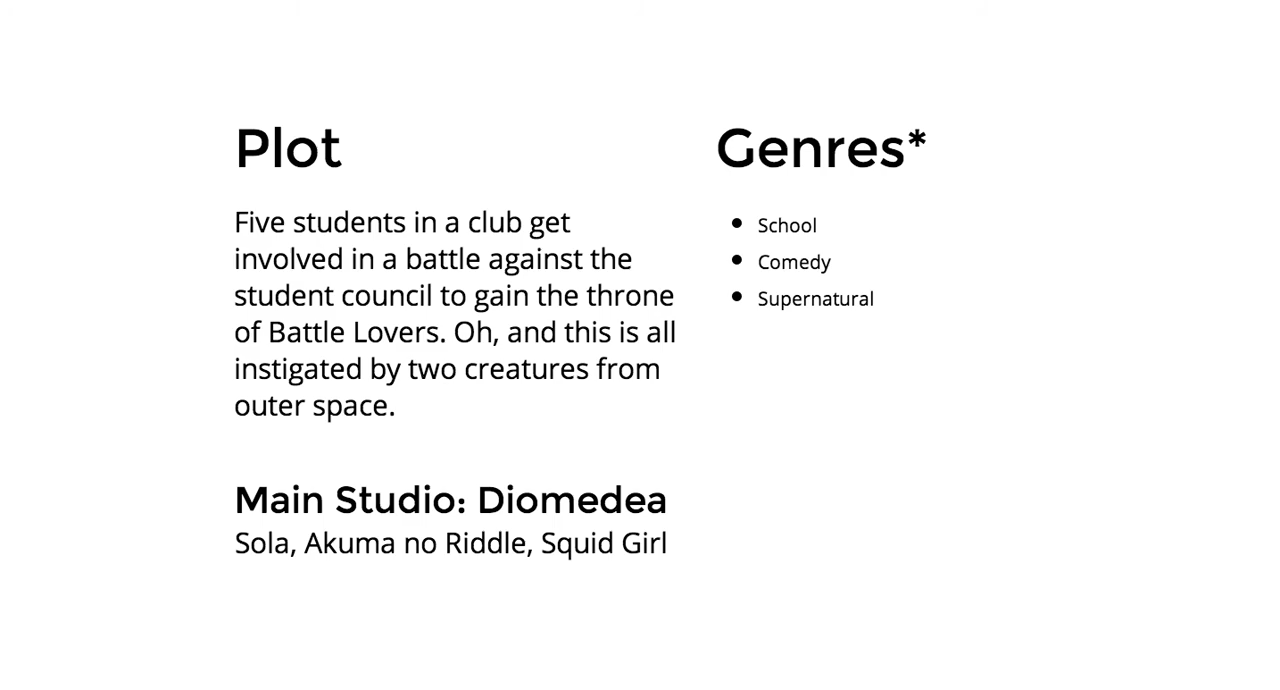 Plot
Five students in a club get
involved in a battle against the
student council to gain the throne
of Battle Lovers. Oh, and this is all
instigated by two creatures from
outer space.
Main Studio: Diomedea
Sola, Akuma no Riddle, Squid Girl
Genres*
• School
• Comedy
• Supernatural